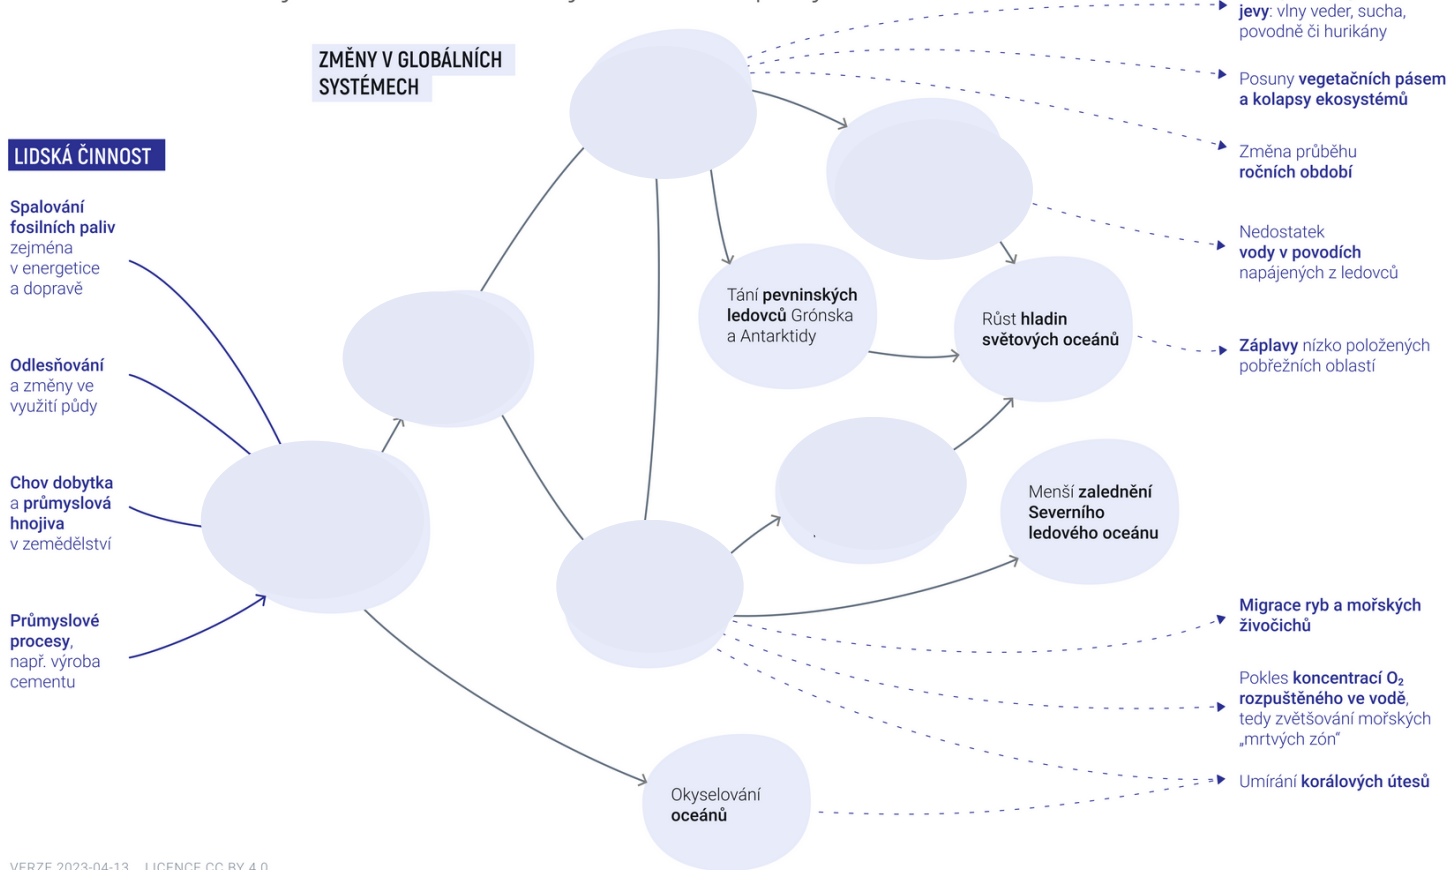 ZMĚNY V GLOBÁLNÍCH
SYSTÉMECH
LIDSKÁ ČINNOST
Spalování
fosilních paliv
zejména
v energetice
a dopravě
Odlesňování
a změny ve
využití půdy
Chov dobytka
a průmyslová
hnojiva
v zemědělství
Průmyslové
procesy,
např. výroba
cementu
Tání pevninských
ledovců Grónska
a Antarktidy
Růst hladin
světových oceánů
Menší zalednění
Severního
ledového oceánu
Okyselování
oceánů
jevy: vlny veder, sucha,
povodně či hurikány
Posuny vegetačních pásem
a kolapsy ekosystémů
Změna průběhu
ročních období
Nedostatek
vody v povodích
napájených z ledovců
Záplavy nízko položených
pobřežních oblastí
Migrace ryb a mořských
živočichů
Pokles koncentrací O₂
rozpuštěného ve vodě,
tedy zvětšování mořských
„mrtvých zón“
Umírání korálových útesů
VERZE 2023-04-13 LICENCE CC BY 4.0